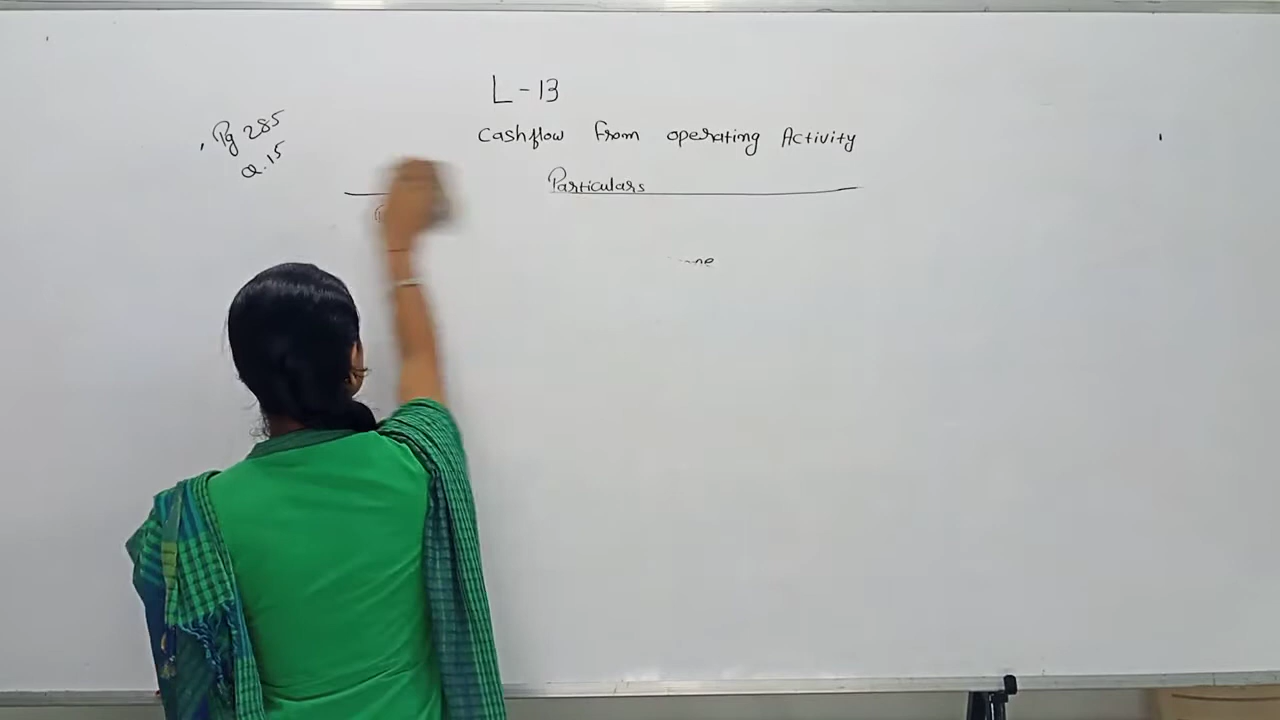 L-13
Pg 285
Q.15
Cashflow from operating Activity
Particulars